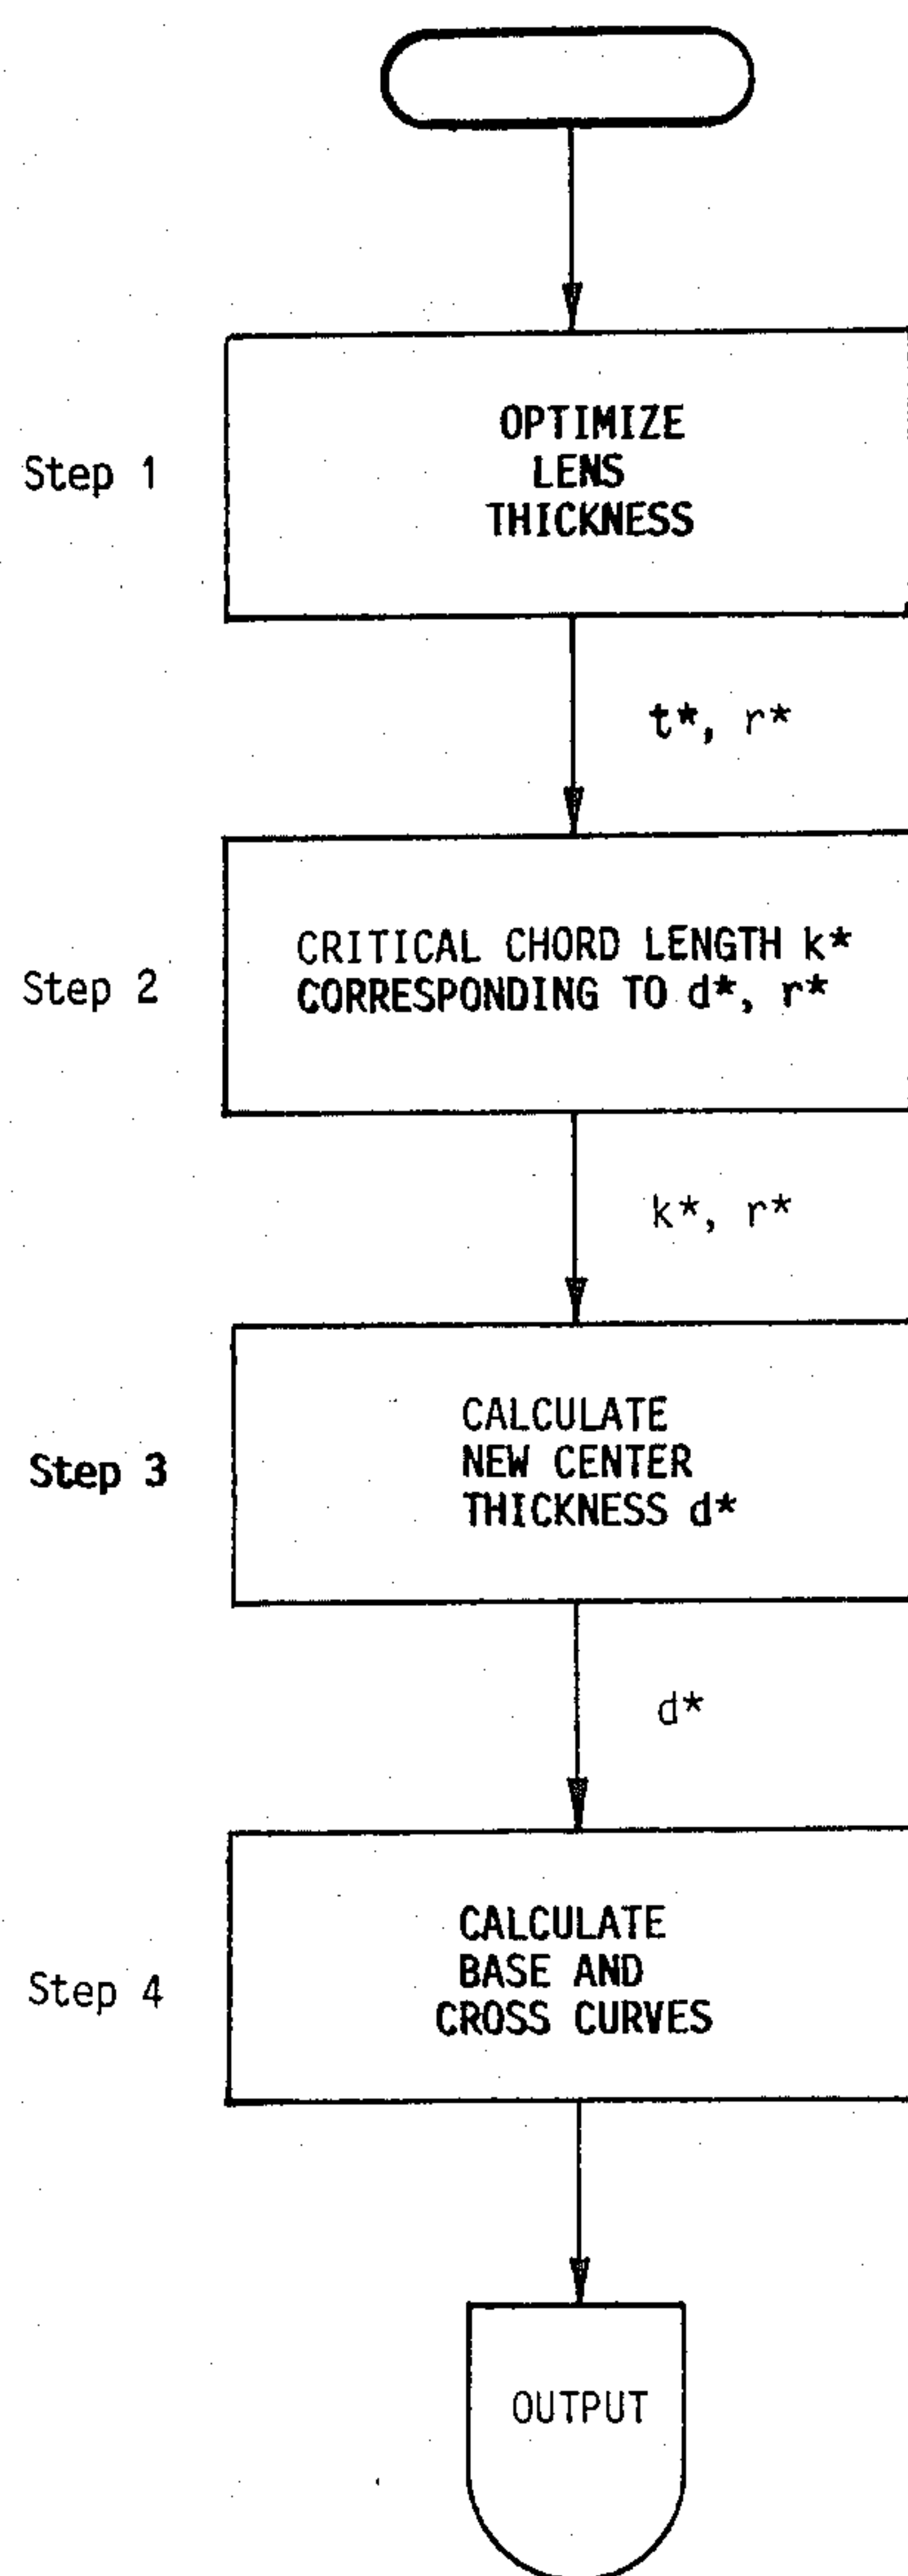 Step 1
OPTIMIZE
LENS
THICKNESS
t*, r*
Step 2
CRITICAL CHORD LENGTH k*
CORRESPONDING TO d*, r*
k*, r*
Step 3
CALCULATE
NEW CENTER
THICKNESS d*
d*
Step 4
CALCULATE
BASE AND
CROSS CURVES
OUTPUT